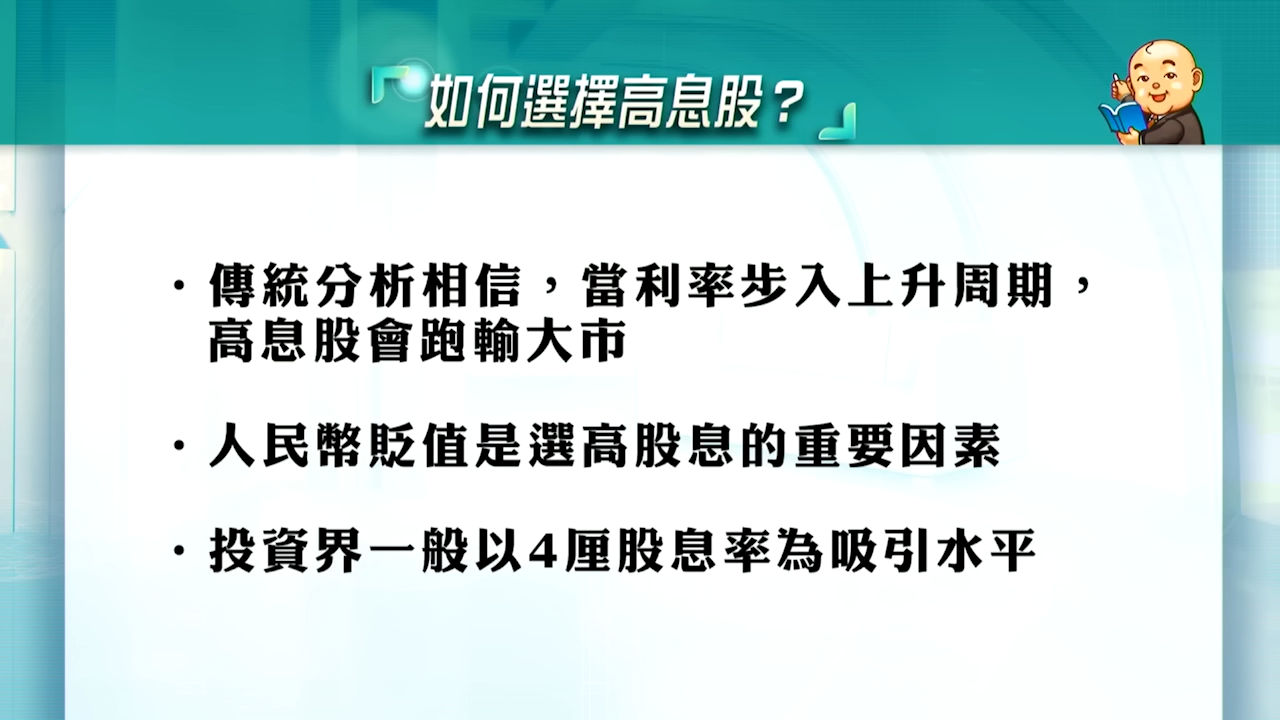 如何選擇高息股？
·傳統分析相信，當利率步入上升周期，
高息股會跑輸大市
·人民幣貶值是選高股息的重要因素
·投資界一般以4厘股息率為吸引水平